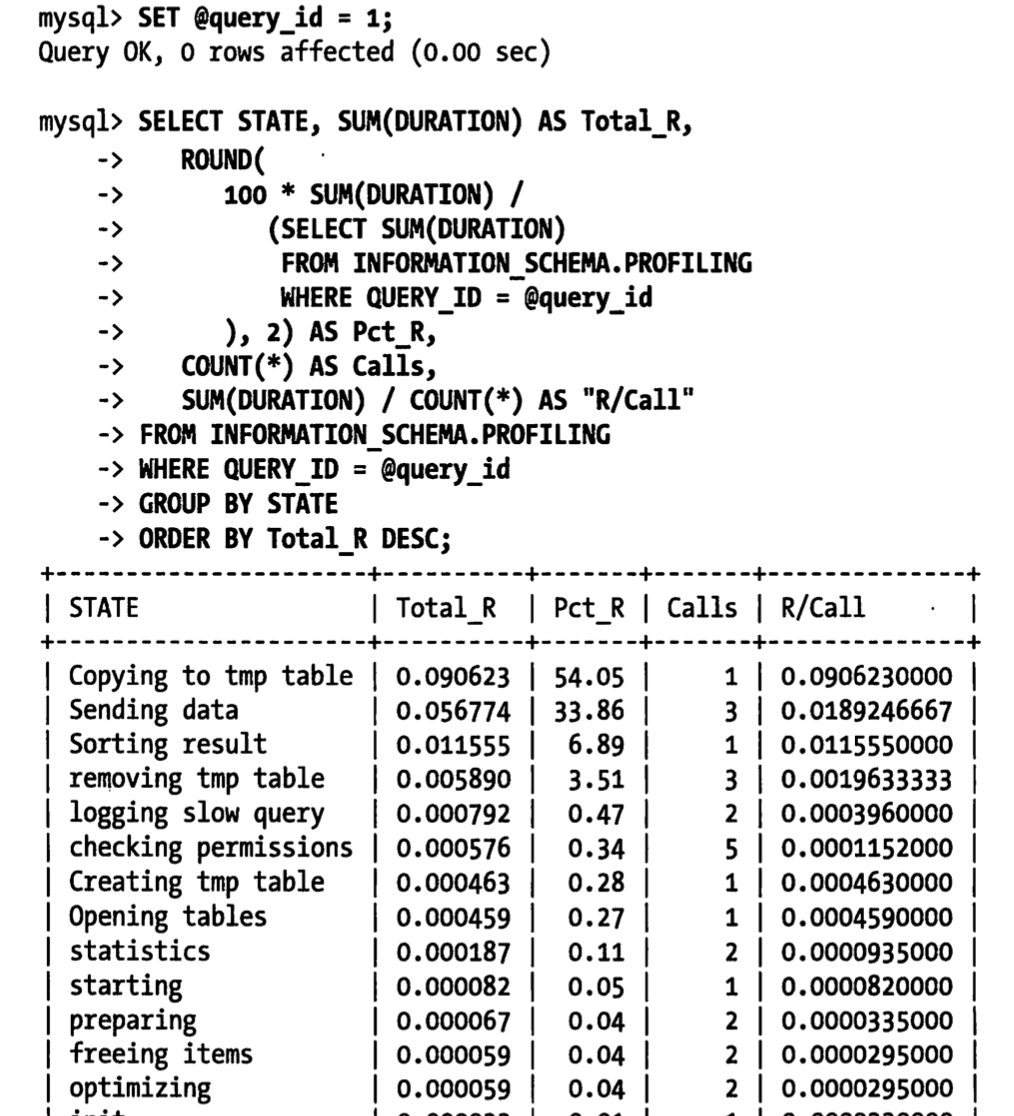 mysql> SET @query_id = 1;
Query OK, 0 rows affected (0.00 sec)
mysql> SELECT STATE, SUM(DURATION) AS Total_R,
-> ROUND(
-> 100 * SUM(DURATION) /
-> (SELECT SUM(DURATION)
-> FROM INFORMATION_SCHEMA.PROFILING
-> WHERE QUERY_ID = @query_id
-> ), 2) AS Pct_R,
-> COUNT(*) AS Calls,
-> SUM(DURATION) / COUNT(*) AS "R/Call"
-> FROM INFORMATION_SCHEMA.PROFILING
-> WHERE QUERY_ID = @query_id
-> GROUP BY STATE
-> ORDER BY Total_R DESC;
+----------------------+----------+-------+-------+--------------+
| STATE | Total_R | Pct_R | Calls | R/Call |
+----------------------+----------+-------+-------+--------------+
| Copying to tmp table | 0.090623 | 54.05 | 1 | 0.0906230000 |
| Sending data | 0.056774 | 33.86 | 3 | 0.0189246667 |
| Sorting result | 0.011555 | 6.89 | 1 | 0.0115550000 |
| removing tmp table | 0.005890 | 3.51 | 3 | 0.0019633333 |
| logging slow query | 0.000792 | 0.47 | 2 | 0.0003960000 |
| checking permissions | 0.000576 | 0.34 | 5 | 0.0001152000 |
| Creating tmp table | 0.000463 | 0.28 | 1 | 0.0004630000 |
| Opening tables | 0.000459 | 0.27 | 1 | 0.0004590000 |
| statistics | 0.000187 | 0.11 | 2 | 0.0000935000 |
| starting | 0.000082 | 0.05 | 1 | 0.0000820000 |
| preparing | 0.000067 | 0.04 | 2 | 0.0000335000 |
| freeing items | 0.000059 | 0.04 | 2 | 0.0000295000 |
| optimizing | 0.000059 | 0.04 | 2 | 0.0000295000 |